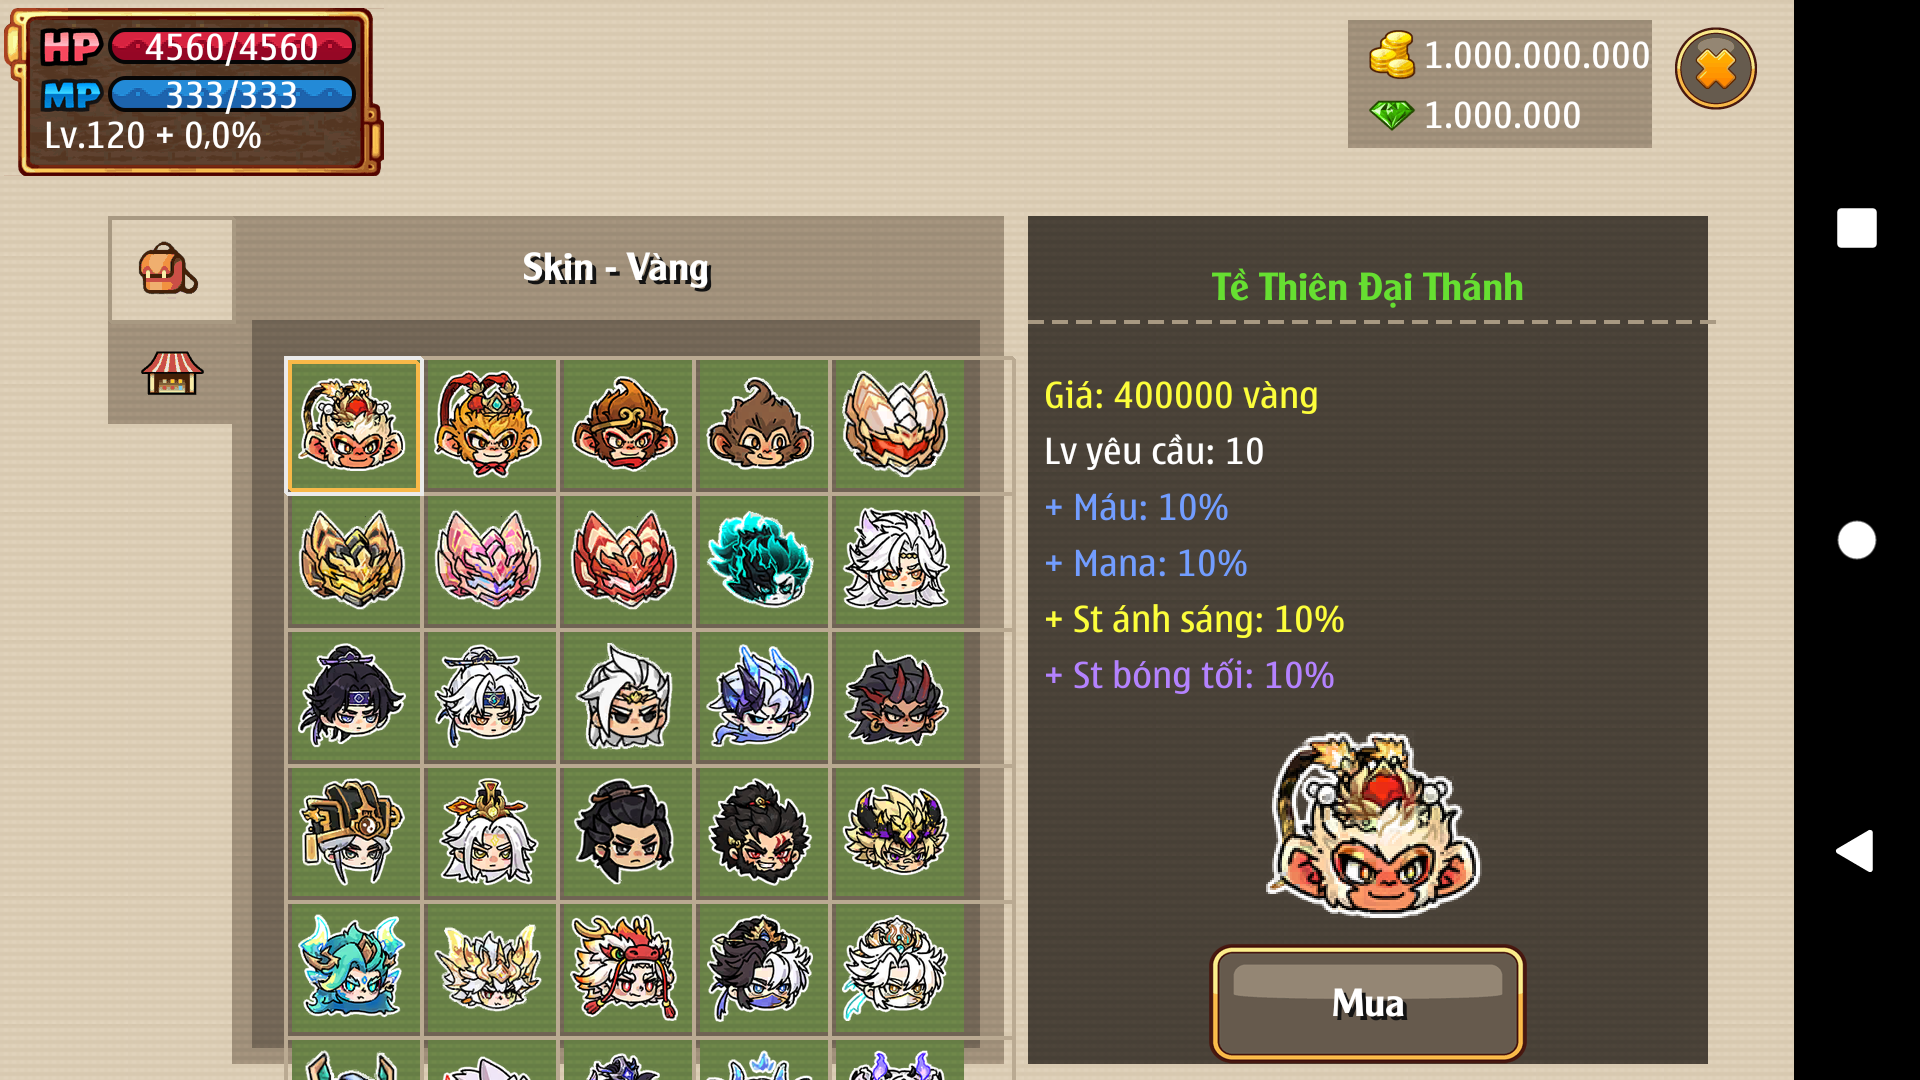 HP 4560/4560
MP 333/333
Lv.120 + 0,0%
1.000.000.000
1.000.000
Skin - Vàng
Tề Thiên Đại Thánh
Giá: 400000 vàng
Lv yêu cầu: 10
+ Máu: 10%
+ Mana: 10%
+ St ánh sáng: 10%
+ St bóng tối: 10%
Mua